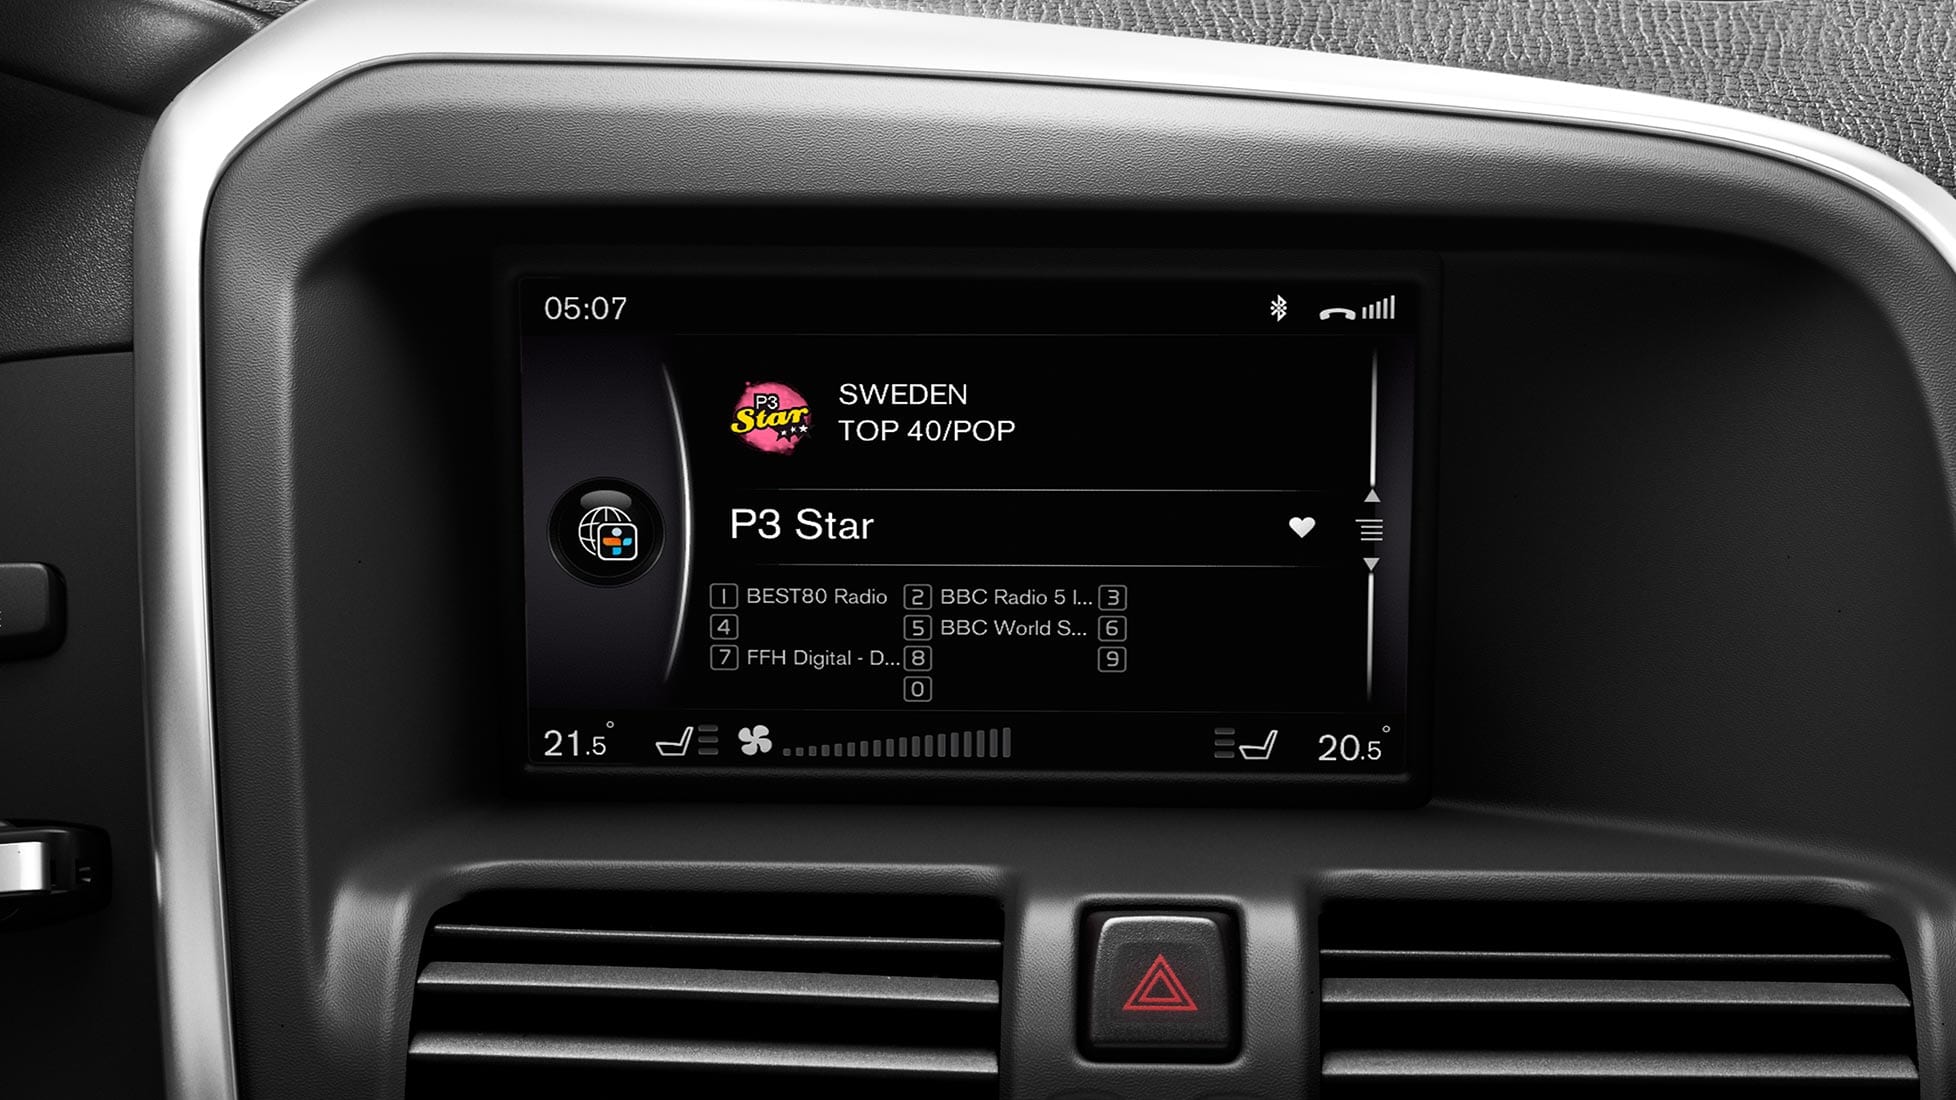 05:07
P3
Star
SWEDEN
TOP 40/POP
P3 Star
1 BEST80 Radio 2 BBC Radio 5 l... 3
4 5 BBC World S... 6
7 FFH Digital - D... 8 9
0
21.5° 20.5°